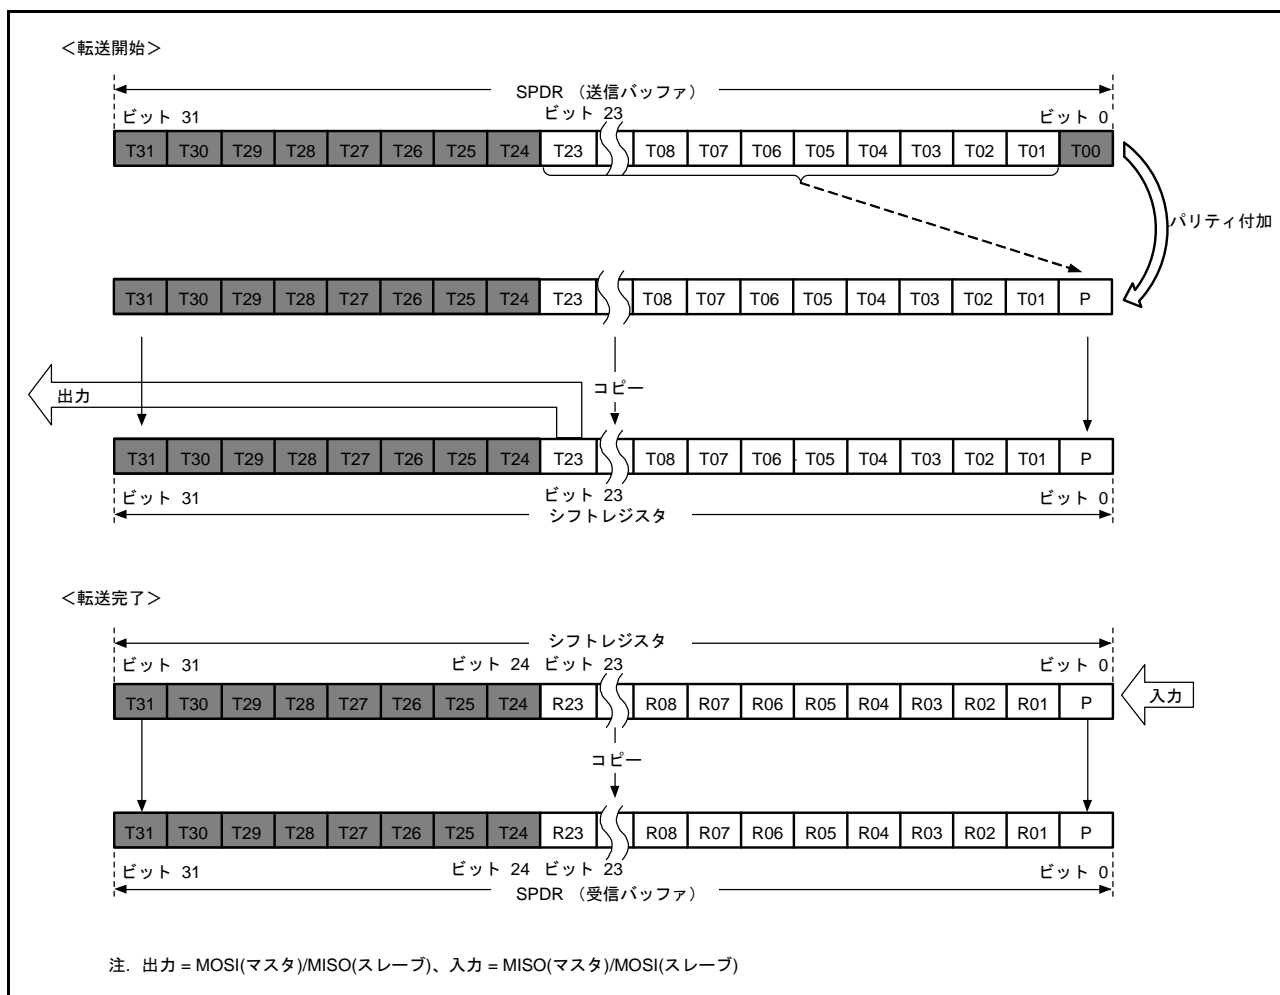 ＜転送開始＞
SPDR （送信バッファ）
ビット 31 ビット 23 ビット 0
T31 T30 T29 T28 T27 T26 T25 T24 T23 T08 T07 T06 T05 T04 T03 T02 T01 T00
パリティ付加
T31 T30 T29 T28 T27 T26 T25 T24 T23 T08 T07 T06 T05 T04 T03 T02 T01 P
コピー
出力
T31 T30 T29 T28 T27 T26 T25 T24 T23 T08 T07 T06 T05 T04 T03 T02 T01 P
ビット 31 ビット 23 ビット 0
シフトレジスタ
＜転送完了＞
シフトレジスタ
ビット 31 ビット 24 ビット 23 ビット 0
T31 T30 T29 T28 T27 T26 T25 T24 R23 R08 R07 R06 R05 R04 R03 R02 R01 P
入力
コピー
T31 T30 T29 T28 T27 T26 T25 T24 R23 R08 R07 R06 R05 R04 R03 R02 R01 P
ビット 31 ビット 24 ビット 23 ビット 0
SPDR （受信バッファ）
注. 出力 = MOSI(マスタ)/MISO(スレーブ)、入力 = MISO(マスタ)/MOSI(スレーブ)